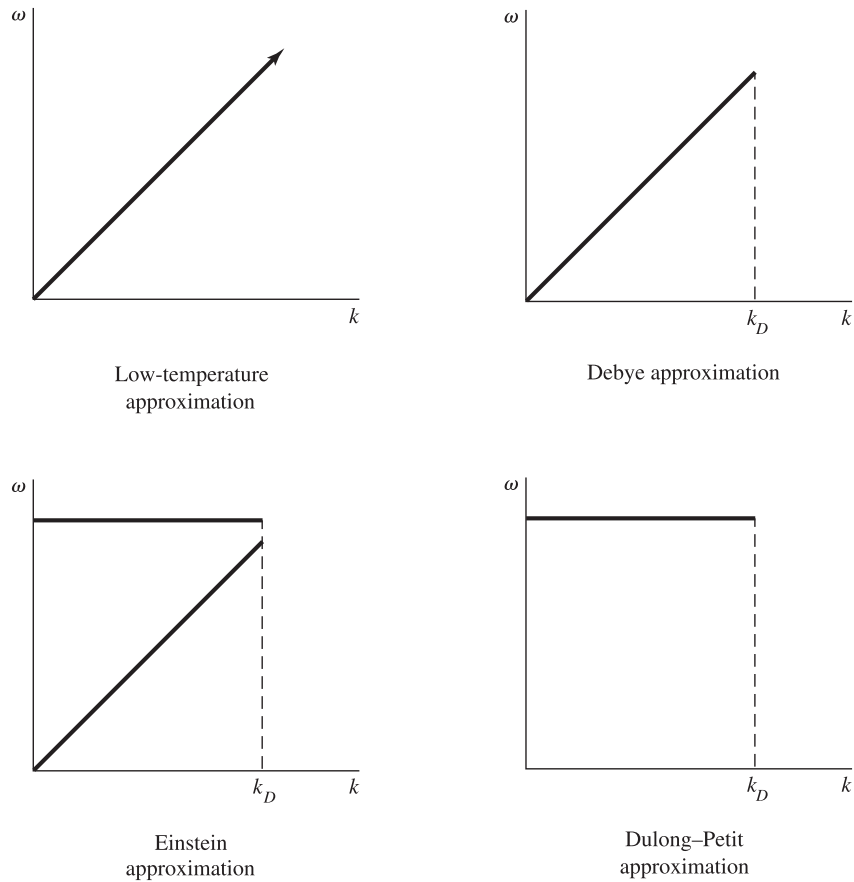 ω
k
Low-temperature
approximation
ω
k_D
k
Debye approximation
ω
k_D
k
Einstein
approximation
ω
k_D
k
Dulong–Petit
approximation